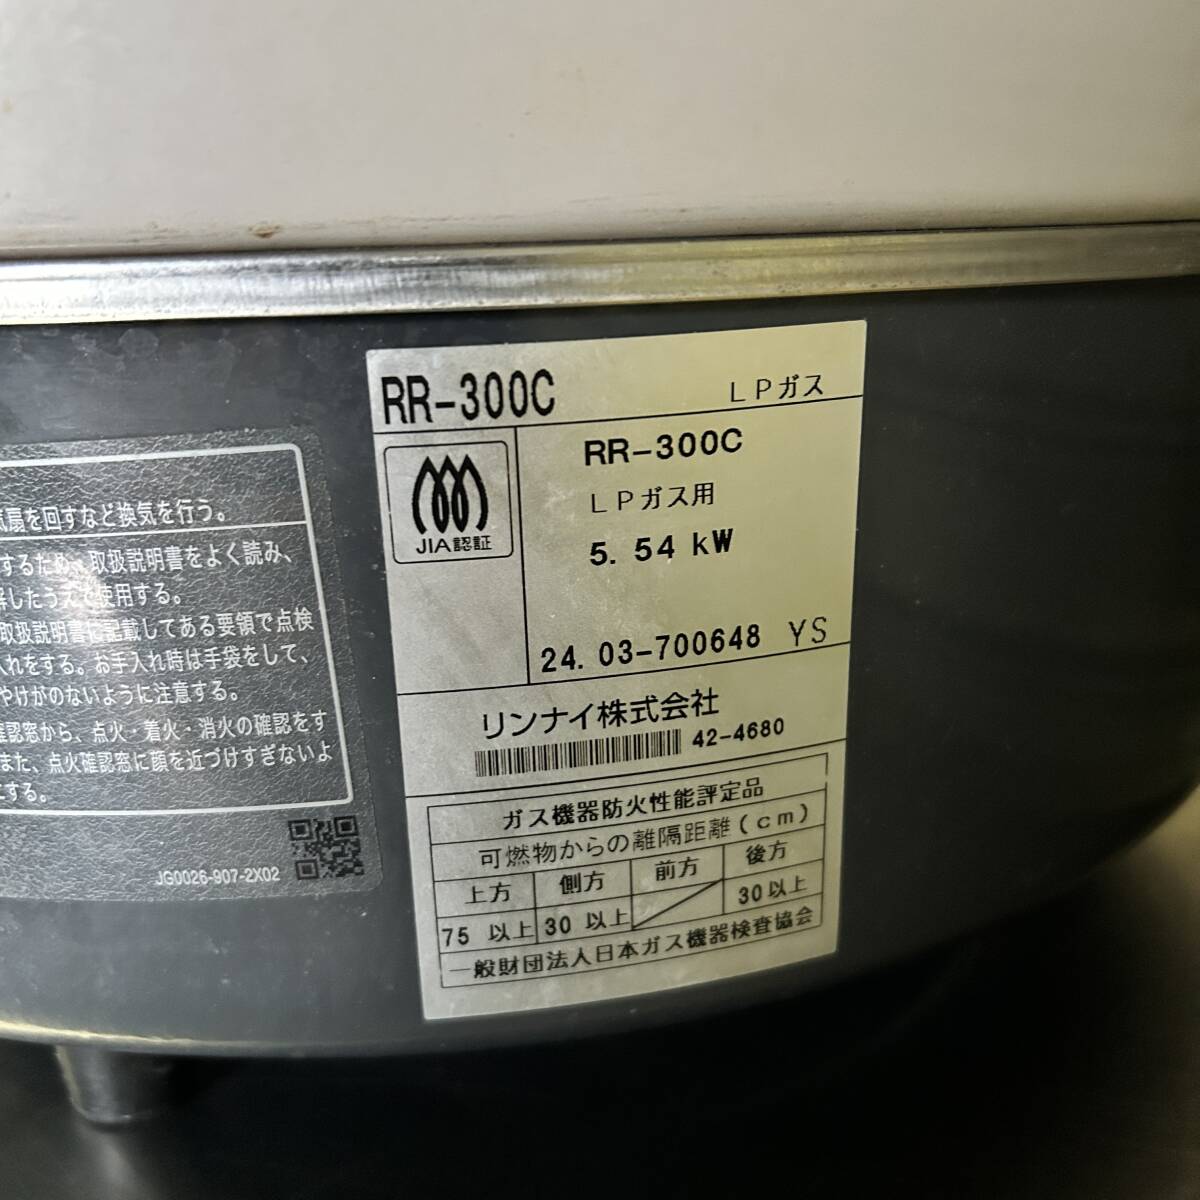 気扇を回すなど換気を行う。
するため、取扱説明書をよく読み、
解したうえで使用する。
取扱説明書に記載してある要領で点検
入れをする。お手入れ時は手袋をして、
やけがのないように注意する。
確認窓から、点火・着火・消火の確認をす
また、点火確認窓に顔を近づけすぎないよ
にする。
JG0026-907-2X02
RR-300C LPガス
JIA認証
RR-300C
LPガス用
5.54 kW
24.03-700648 YS
リンナイ株式会社
42-4680
ガス機器防火性能評定品
可燃物からの離隔距離(cm)
上方 側方 前方 後方
75 以上 30 以上 30以上
一般財団法人日本ガス機器検査協会